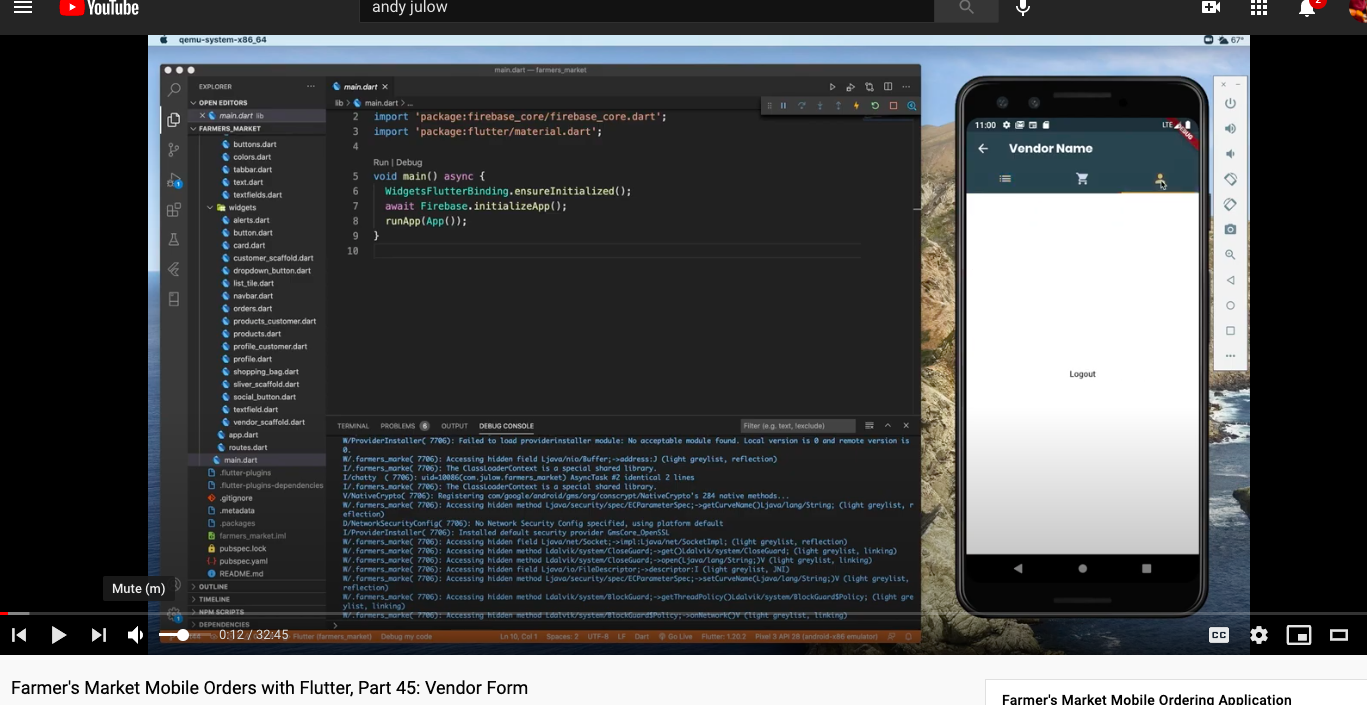 YouTube
andy julow
2
qemu-system-x86_64
67°
main.dart — farmers_market
EXPLORER
OPEN EDITORS
main.dart lib
FARMERS_MARKET
buttons.dart
colors.dart
tabbar.dart
text.dart
textfields.dart
widgets
alerts.dart
button.dart
card.dart
customer_scaffold.dart
dropdown_button.dart
list_tile.dart
navbar.dart
orders.dart
products_customer.dart
products.dart
profile_customer.dart
profile.dart
shopping_bag.dart
sliver_scaffold.dart
social_button.dart
textfield.dart
vendor_scaffold.dart
app.dart
routes.dart
main.dart
.flutter-plugins
.flutter-plugins-dependencies
.gitignore
.metadata
.packages
farmers_market.iml
pubspec.lock
pubspec.yaml
README.md
OUTLINE
TIMELINE
NPM SCRIPTS
DEPENDENCIES
main.dart
lib > main.dart > ...
2 import 'package:firebase_core/firebase_core.dart';
3 import 'package:flutter/material.dart';
4
Run | Debug
5 void main() async {
6 WidgetsFlutterBinding.ensureInitialized();
7 await Firebase.initializeApp();
8 runApp(App());
9 }
10
TERMINAL PROBLEMS 6 OUTPUT DEBUG CONSOLE
Filter (e.g. text, !exclude)
W/ProviderInstaller( 7706): Failed to load providerinstaller module: No acceptable module found. Local version is 0 and remote version is
0.
W/.farmers_marke( 7706): Accessing hidden field Ljava/nio/Buffer;->address:J (light greylist, reflection)
I/.farmers_marke( 7706): The ClassLoaderContext is a special shared library.
I/chatty ( 7706): uid=10086(com.julow.farmers_market) AsyncTask #2 identical 2 lines
I/.farmers_marke( 7706): The ClassLoaderContext is a special shared library.
V/NativeCrypto( 7706): Registering com/google/android/gms/org/conscrypt/NativeCrypto's 284 native methods...
W/.farmers_marke( 7706): Accessing hidden method Ljava/security/spec/ECParameterSpec;->getCurveName()Ljava/lang/String; (light greylist, r
eflection)
D/NetworkSecurityConfig( 7706): No Network Security Config specified, using platform default
I/ProviderInstaller( 7706): Installed default security provider GmsCore_OpenSSL
W/.farmers_marke( 7706): Accessing hidden field Ljava/net/Socket;->impl:Ljava/net/SocketImpl; (light greylist, reflection)
W/.farmers_marke( 7706): Accessing hidden method Ldalvik/system/CloseGuard;->get()Ldalvik/system/CloseGuard; (light greylist, linking)
W/.farmers_marke( 7706): Accessing hidden method Ldalvik/system/CloseGuard;->open(Ljava/lang/String;)V (light greylist, linking)
W/.farmers_marke( 7706): Accessing hidden field Ljava/io/FileDescriptor;->descriptor:I (light greylist, JNI)
W/.farmers_marke( 7706): Accessing hidden method Ljava/security/spec/ECParameterSpec;->setCurveName(Ljava/lang/String;)V (light greylist,
reflection)
W/.farmers_marke( 7706): Accessing hidden method Ldalvik/system/BlockGuard;->getThreadPolicy()Ldalvik/system/BlockGuard$Policy; (light gre
ylist, linking)
W/.farmers_marke( 7706): Accessing hidden method Ldalvik/system/BlockGuard$Policy;->onNetwork()V (light greylist, linking)
Flutter (farmers_market) Debug my code
Ln 10, Col 1 Spaces: 2 UTF-8 LF Dart Go Live Flutter: 1.20.2 Pixel 3 API 28 (android-x86 emulator)
11:00
LTE
Vendor Name
Logout
Mute (m)
0:12 / 32:45
CC
Farmer's Market Mobile Orders with Flutter, Part 45: Vendor Form
Farmer's Market Mobile Ordering Application